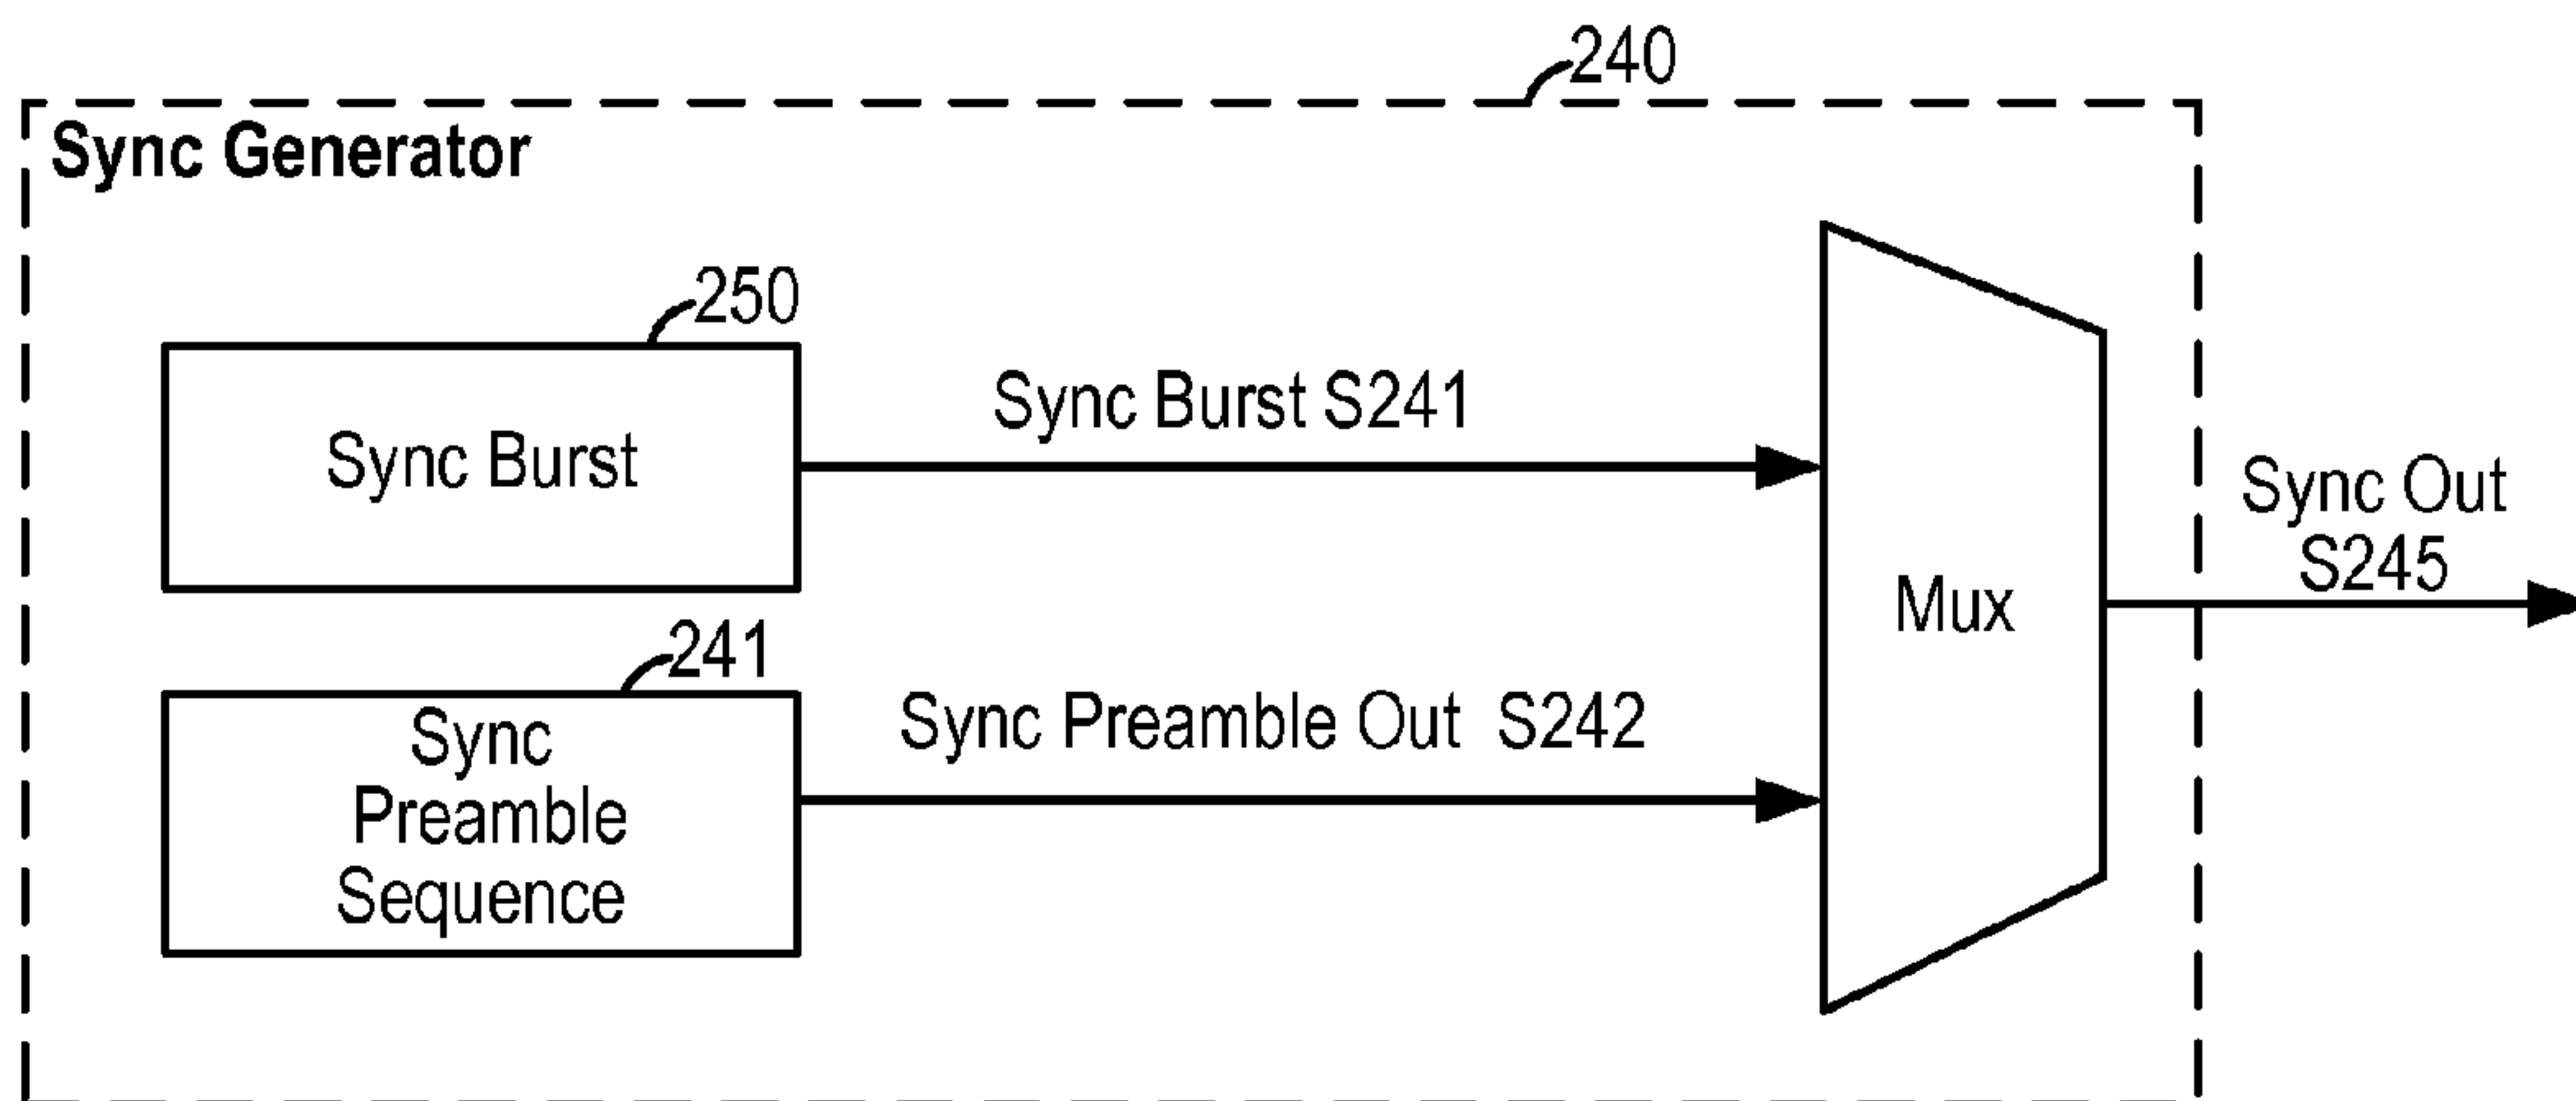 240
Sync Generator
250
Sync Burst
Sync Burst S241
241
Sync
Preamble
Sequence
Sync Preamble Out S242
Mux
Sync Out
S245